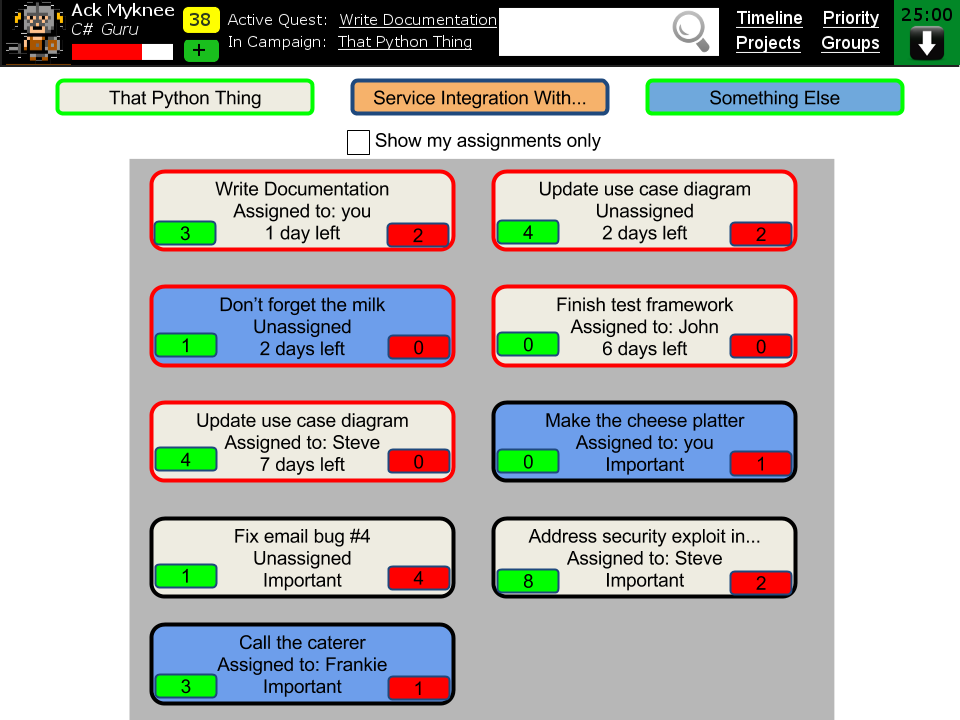 Ack Myknee
C# Guru
38
+
Active Quest: Write Documentation
In Campaign: That Python Thing
Timeline Priority
Projects Groups
25:00
That Python Thing
Service Integration With...
Something Else
Show my assignments only
Write Documentation
Assigned to: you
1 day left
3
2
Update use case diagram
Unassigned
2 days left
4
2
Don't forget the milk
Unassigned
2 days left
1
0
Finish test framework
Assigned to: John
6 days left
0
0
Update use case diagram
Assigned to: Steve
7 days left
4
0
Make the cheese platter
Assigned to: you
Important
0
1
Fix email bug #4
Unassigned
Important
1
4
Address security exploit in...
Assigned to: Steve
Important
8
2
Call the caterer
Assigned to: Frankie
Important
3
1